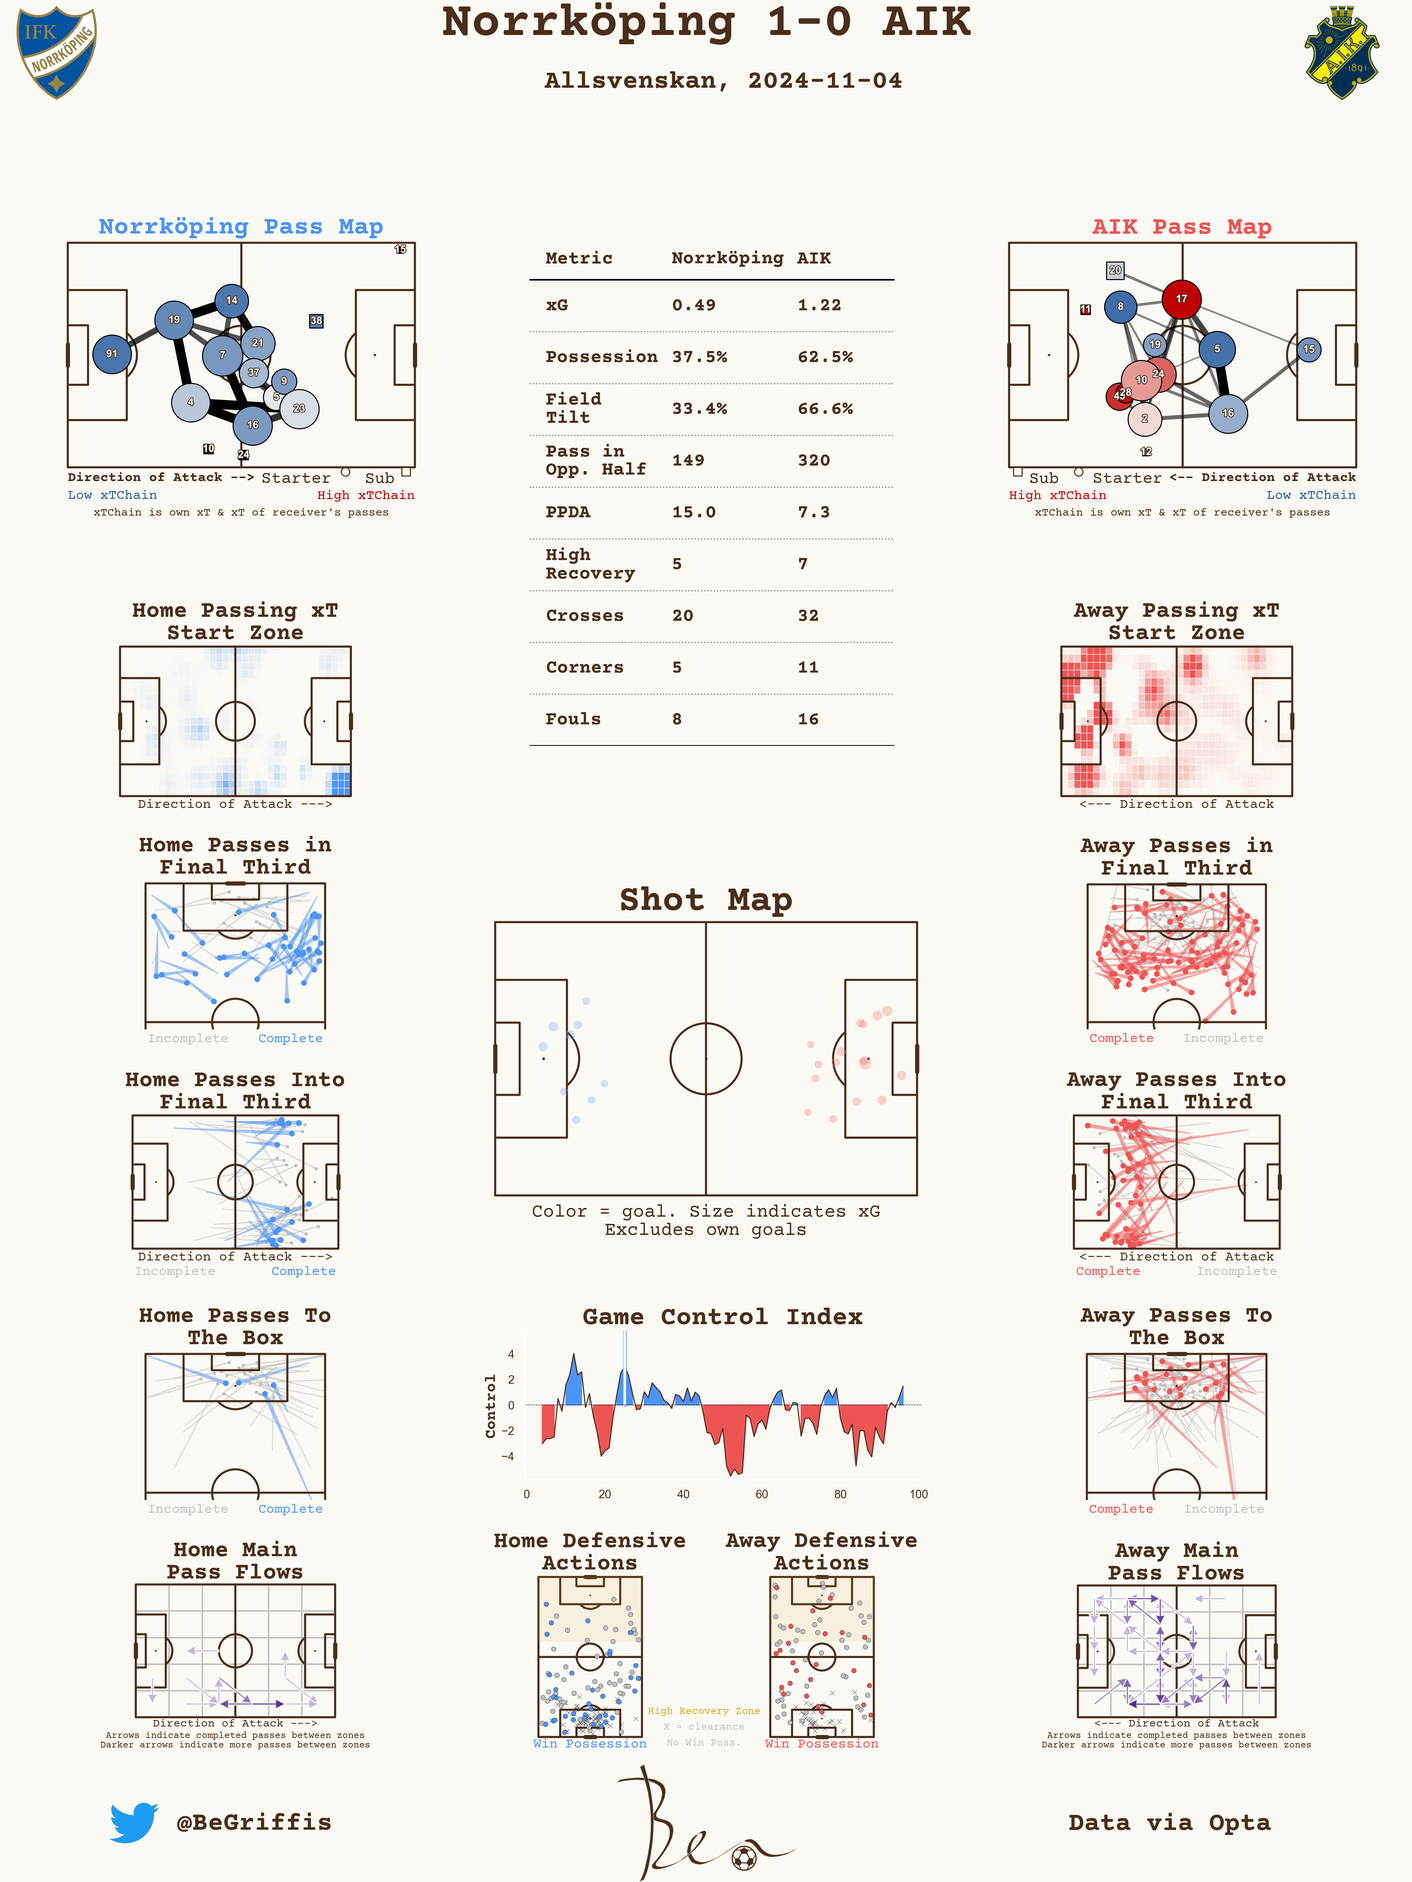 Norrköping 1-0 AIK
Allsvenskan, 2024-11-04
IFK
NORRKÖPING
A.I.K.
1891
Norrköping Pass Map
15
14
19
38
91
7
21
37
9
4
5
23
16
10
24
Direction of Attack --> Starter Sub
Low xTChain High xTChain
xTChain is own xT & xT of receiver's passes
Metric Norrköping AIK
xG 0.49 1.22
Possession 37.5% 62.5%
Field
Tilt 33.4% 66.6%
Pass in
Opp. Half 149 320
PPDA 15.0 7.3
High
Recovery 5 7
Crosses 20 32
Corners 5 11
Fouls 8 16
AIK Pass Map
20
17
8
11
19
5
15
24
10
28
2
16
12
Sub Starter <-- Direction of Attack
High xTChain Low xTChain
xTChain is own xT & xT of receiver's passes
Home Passing xT
Start Zone
Direction of Attack --->
Away Passing xT
Start Zone
<--- Direction of Attack
Home Passes in
Final Third
Incomplete Complete
Away Passes in
Final Third
Complete Incomplete
Shot Map
Color = goal. Size indicates xG
Excludes own goals
Home Passes Into
Final Third
Direction of Attack --->
Incomplete Complete
Away Passes Into
Final Third
<--- Direction of Attack
Complete Incomplete
Home Passes To
The Box
Incomplete Complete
Game Control Index
Control
4
2
0
−2
−4
0 20 40 60 80 100
Away Passes To
The Box
Complete Incomplete
Home Main
Pass Flows
Direction of Attack --->
Arrows indicate completed passes between zones
Darker arrows indicate more passes between zones
Home Defensive
Actions
Win Possession
Away Defensive
Actions
Win Possession
High Recovery Zone
X = clearance
No Win Poss.
Away Main
Pass Flows
<--- Direction of Attack
Arrows indicate completed passes between zones
Darker arrows indicate more passes between zones
@BeGriffis
Ben
Data via Opta